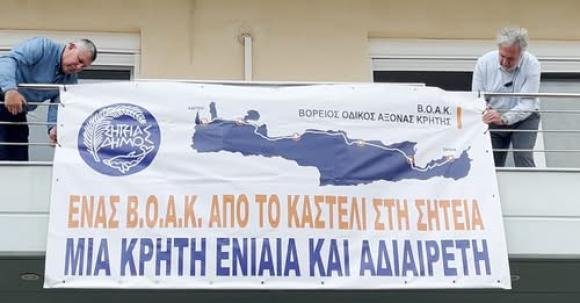 Β.Ο.Α.Κ.
ΒΟΡΕΙΟΣ ΟΔΙΚΟΣ ΑΞΟΝΑΣ ΚΡΗΤΗΣ
ΣΗΤΕΙΑΣ
ΔΗΜΟΣ
ΕΝΑΣ Β.Ο.Α.Κ. ΑΠΟ ΤΟ ΚΑΣΤΕΛΙ ΣΤΗ ΣΗΤΕΙΑ
ΜΙΑ ΚΡΗΤΗ ΕΝΙΑΙΑ ΚΑΙ ΑΔΙΑΙΡΕΤΗ